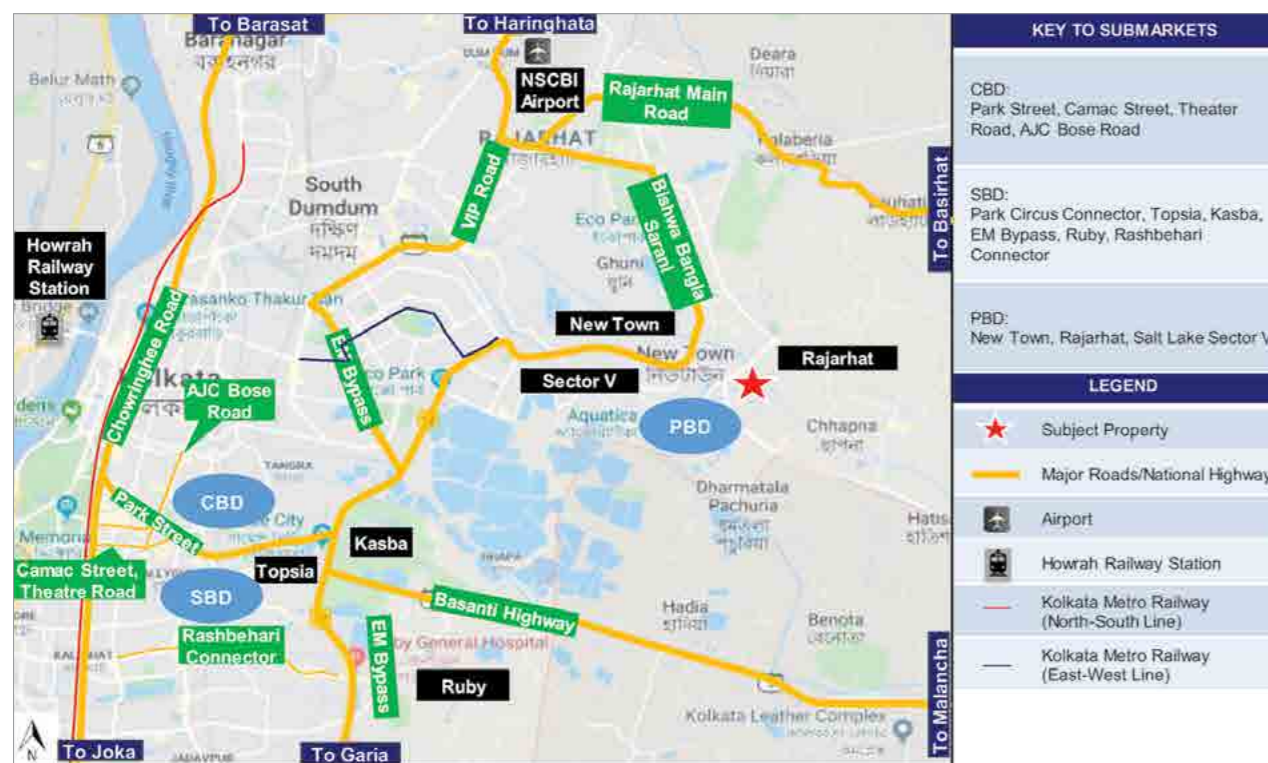 To Barasat
To Haringhata
Baranagar
Deara
Belur Math
NSCBI
Airport
Rajarhat Main
Road
South
Dumdum
দক্ষিণ
দমদম
VIP Road
Bishwa Bangla
Sarani
Ghuni
To Basirhat
Howrah
Railway
Station
Chowringhee Road
EM Bypass
New Town
New Town
নিউটাউন
Rajarhat
Sector V
AJC Bose
Road
Aquatica
PBD
Chhapna
TANGRA
CBD
Dharmatala
Pachuria
Park Street
Kasba
Topsia
Camac Street,
Theatre Road
SBD
Basanti Highway
Hadia
Benota
Rashbehari
Connector
EM Bypass
by General Hospital
Ruby
Kolkata Leather Complex
To Malancha
N
To Joka
To Garia
KEY TO SUBMARKETS
CBD:
Park Street, Camac Street, Theater
Road, AJC Bose Road
SBD:
Park Circus Connector, Topsia, Kasba,
EM Bypass, Ruby, Rashbehari
Connector
PBD:
New Town, Rajarhat, Salt Lake Sector V
LEGEND
Subject Property
Major Roads/National Highway
Airport
Howrah Railway Station
Kolkata Metro Railway
(North-South Line)
Kolkata Metro Railway
(East-West Line)